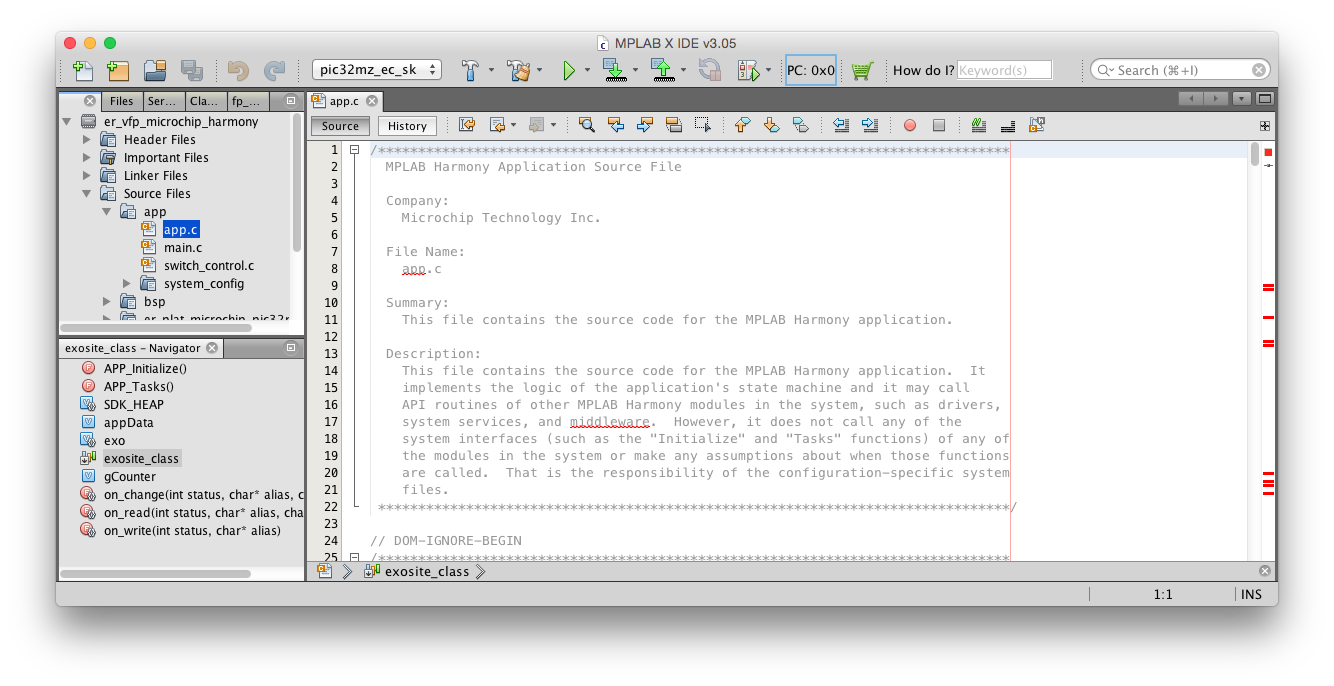 MPLAB X IDE v3.05
pic32mz_ec_sk
PC: 0x0
How do I? Keyword(s)
Search (⌘+I)
Files Ser... Cla... fp_...
er_vfp_microchip_harmony
Header Files
Important Files
Linker Files
Source Files
app
app.c
main.c
switch_control.c
system_config
bsp
exosite_class - Navigator
APP_Initialize()
APP_Tasks()
SDK_HEAP
appData
exo
exosite_class
gCounter
on_change(int status, char* alias, c
on_read(int status, char* alias, cha
on_write(int status, char* alias)
app.c
Source History
1 /*******************************************************************************
2 MPLAB Harmony Application Source File
3
4 Company:
5 Microchip Technology Inc.
6
7 File Name:
8 app.c
9
10 Summary:
11 This file contains the source code for the MPLAB Harmony application.
12
13 Description:
14 This file contains the source code for the MPLAB Harmony application.  It
15 implements the logic of the application's state machine and it may call
16 API routines of other MPLAB Harmony modules in the system, such as drivers,
17 system services, and middleware.  However, it does not call any of the
18 system interfaces (such as the "Initialize" and "Tasks" functions) of any of
19 the modules in the system or make any assumptions about when those functions
20 are called.  That is the responsibility of the configuration-specific system
21 files.
22 *******************************************************************************/
23
24 // DOM-IGNORE-BEGIN
25 /*******************************************************************************
exosite_class
1:1 INS